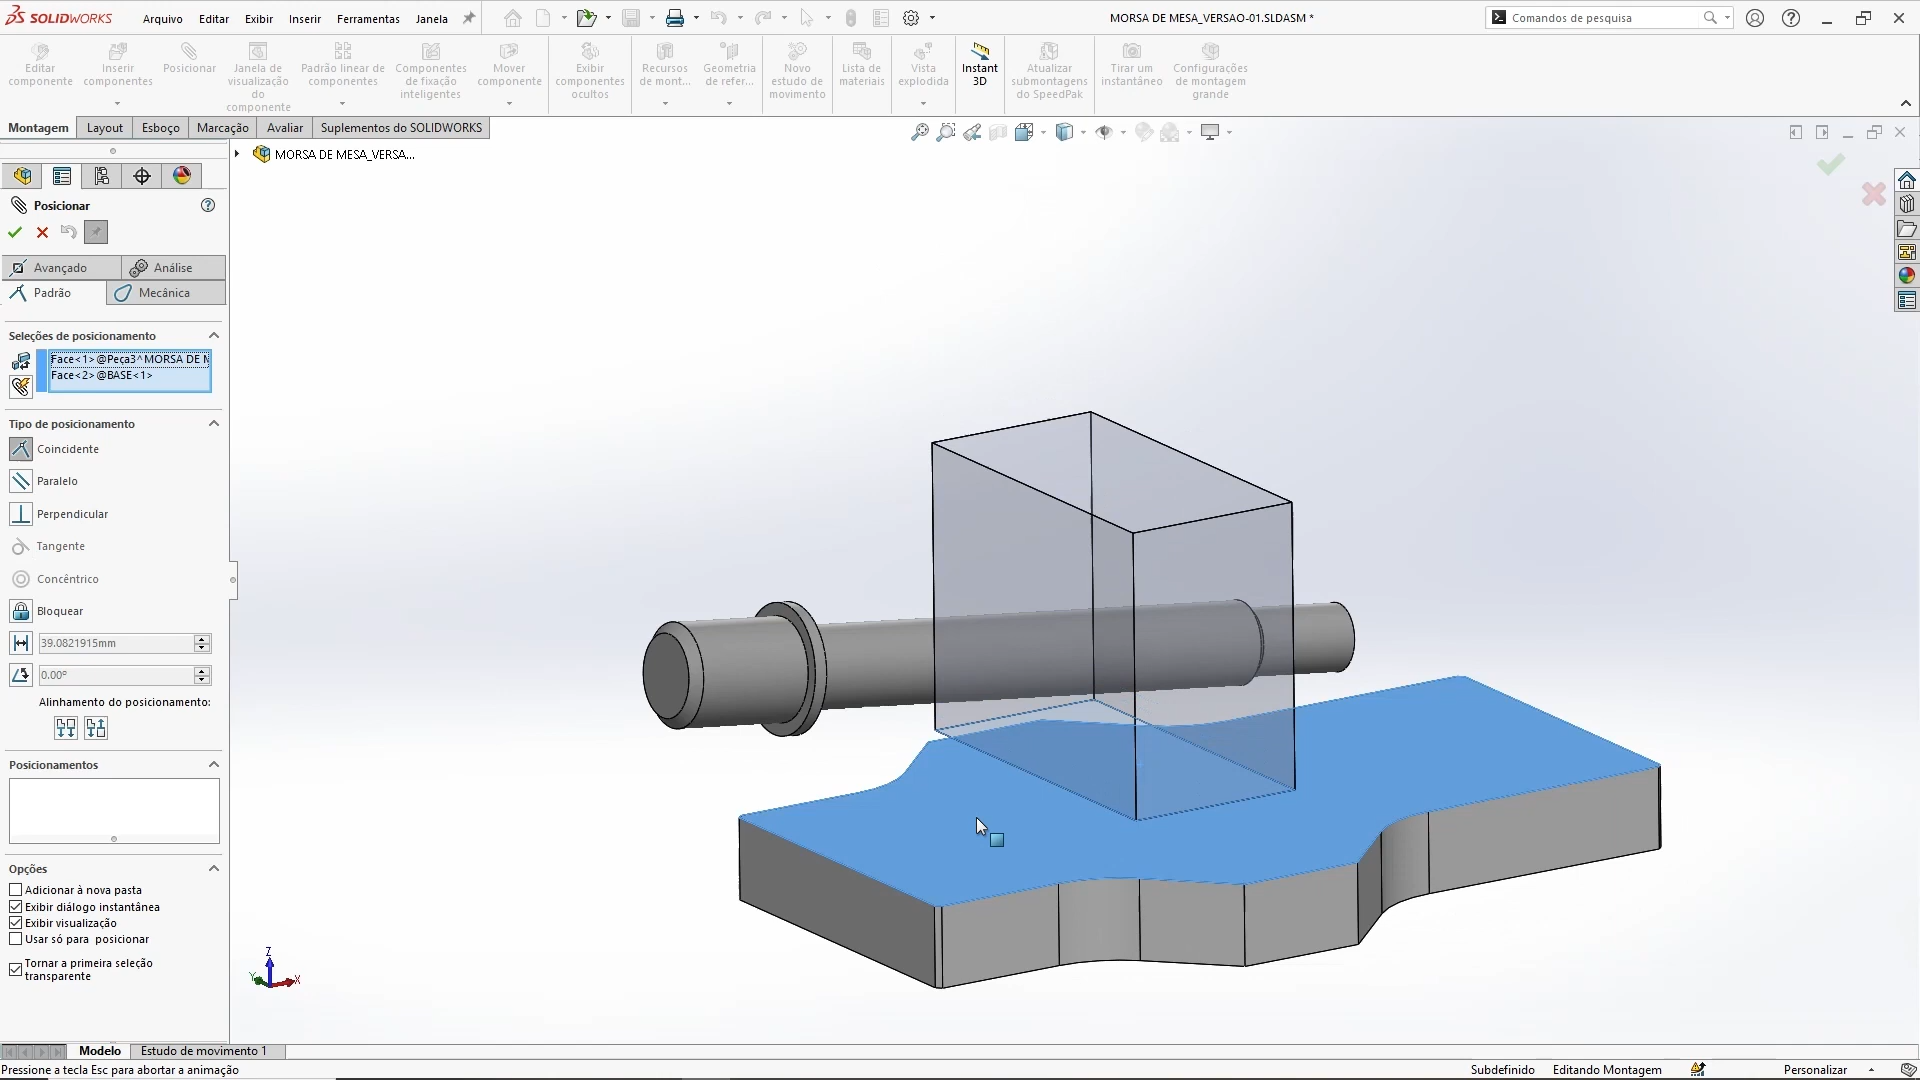 SOLIDWORKS
Arquivo Editar Exibir Inserir Ferramentas Janela
MORSA DE MESA_VERSAO-01.SLDASM *
Comandos de pesquisa
Editar componente
Inserir componentes
Posicionar
Janela de visualização do componente
Padrão linear de componentes
Componentes de fixação inteligentes
Mover componente
Exibir componentes ocultos
Recursos de mont...
Geometria de refer...
Novo estudo de movimento
Lista de materiais
Vista explodida
Instant 3D
Atualizar submontagens do SpeedPak
Tirar um instantâneo
Configurações de montagem grande
Montagem Layout Esboço Marcação Avaliar Suplementos do SOLIDWORKS
MORSA DE MESA_VERSA...
Posicionar
Avançado Análise
Padrão Mecânica
Seleções de posicionamento
Face<1>@Peça3^MORSA DE M
Face<2>@BASE<1>
Tipo de posicionamento
Coincidente
Paralelo
Perpendicular
Tangente
Concêntrico
Bloquear
39.0821915mm
0.00°
Alinhamento do posicionamento:
Posicionamentos
Opções
Adicionar à nova pasta
Exibir diálogo instantânea
Exibir visualização
Usar só para posicionar
Tornar a primeira seleção
transparente
Z
Y X
Modelo Estudo de movimento 1
Pressione a tecla Esc para abortar a animação
Subdefinido Editando Montagem Personalizar